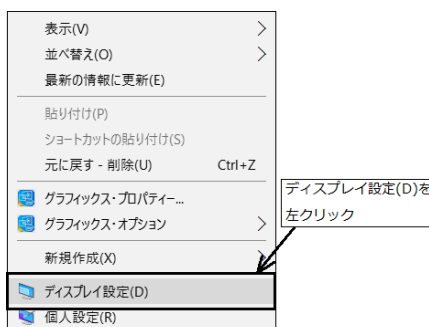 表示(V)
並べ替え(O)
最新の情報に更新(E)
貼り付け(P)
ショートカットの貼り付け(S)
元に戻す - 削除(U) Ctrl+Z
グラフィックス・プロパティー...
グラフィックス・オプション
新規作成(X)
ディスプレイ設定(D)
個人設定(R)
ディスプレイ設定(D)を
左クリック